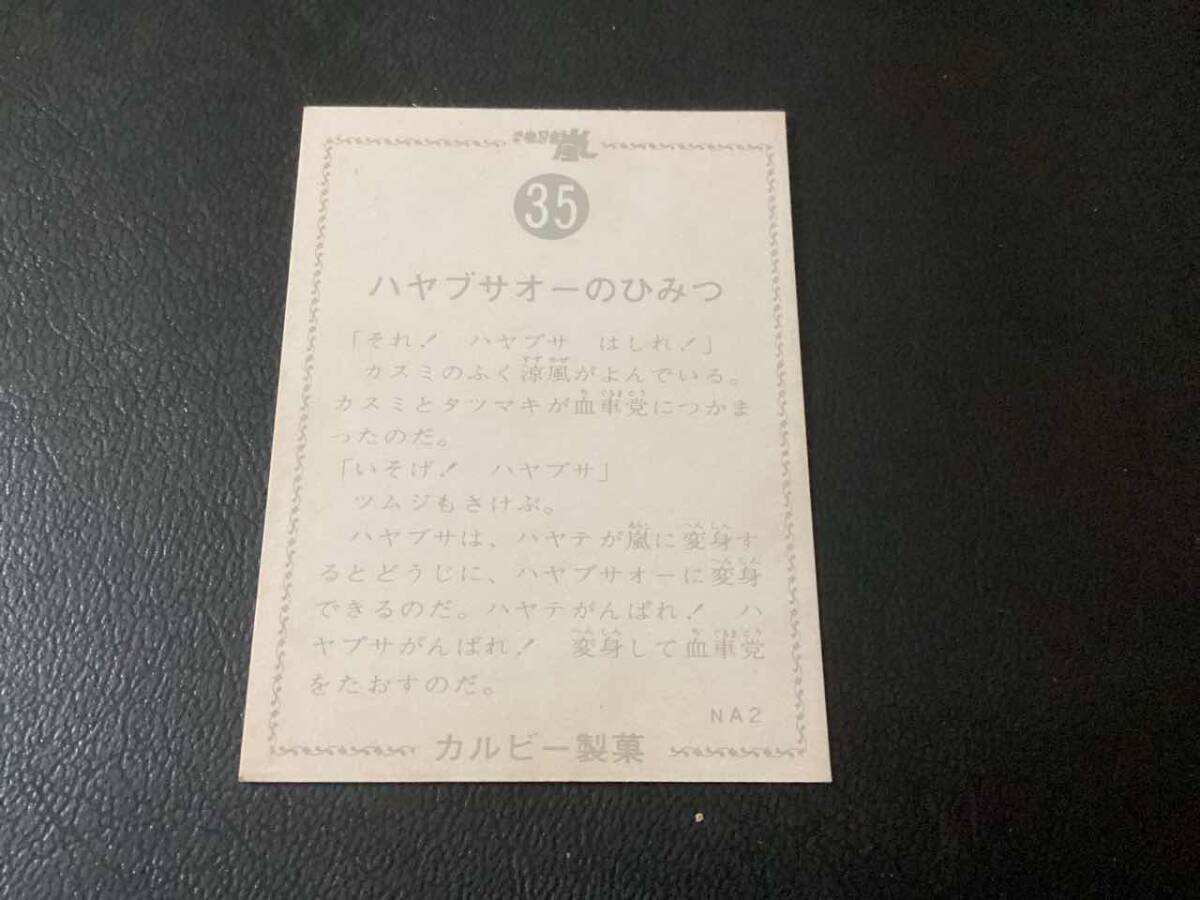 変身忍者嵐
35
ハヤブサオーのひみつ
「それ! ハヤブサ はしれ!」
カスミのふく涼風がよんでいる。
カスミとタツマキが血車党につかま
ったのだ。
「いそげ! ハヤブサ」
ツムジもさけぶ。
ハヤブサは、ハヤテが嵐に変身す
るとどうじに、ハヤブサオーに変身
できるのだ。ハヤテがんばれ! ハ
ヤブサがんばれ! 変身して血車党
をたおすのだ。
NA2
カルビー製菓